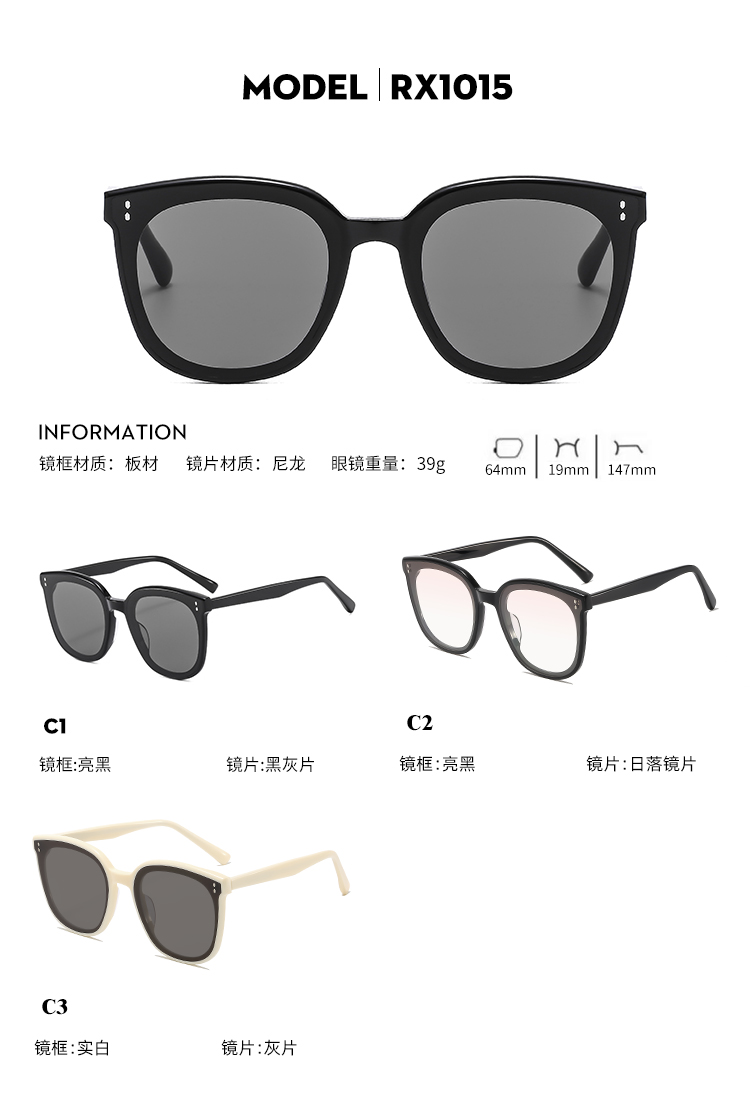 MODEL | RX1015
INFORMATION
镜框材质：板材 镜片材质：尼龙 眼镜重量：39g
64mm 19mm 147mm
C1
镜框:亮黑 镜片:黑灰片
C2
镜框:亮黑 镜片:日落镜片
C3
镜框:实白 镜片:灰片